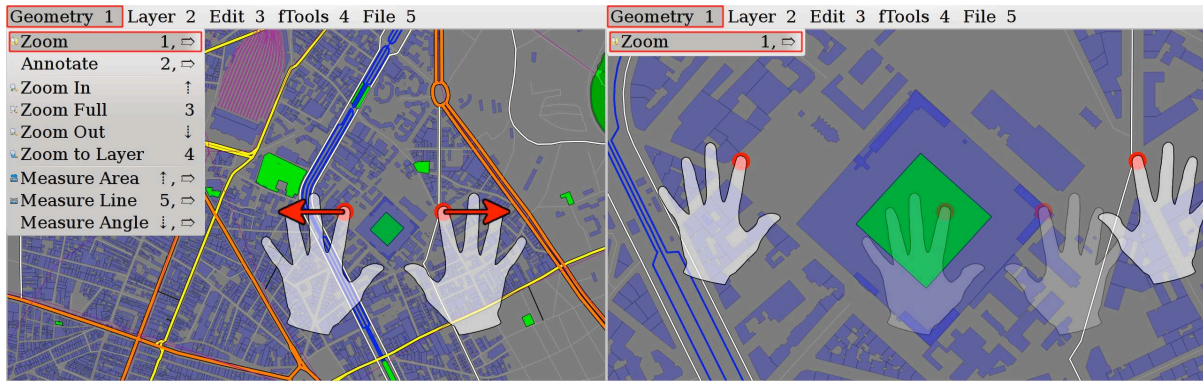 Geometry 1 Layer 2 Edit 3 fTools 4 File 5
Zoom 1, ⇨
Annotate 2, ⇨
Zoom In ↑
Zoom Full 3
Zoom Out ↓
Zoom to Layer 4
Measure Area ↑, ⇨
Measure Line 5, ⇨
Measure Angle ↓, ⇨
Geometry 1 Layer 2 Edit 3 fTools 4 File 5
Zoom 1, ⇨